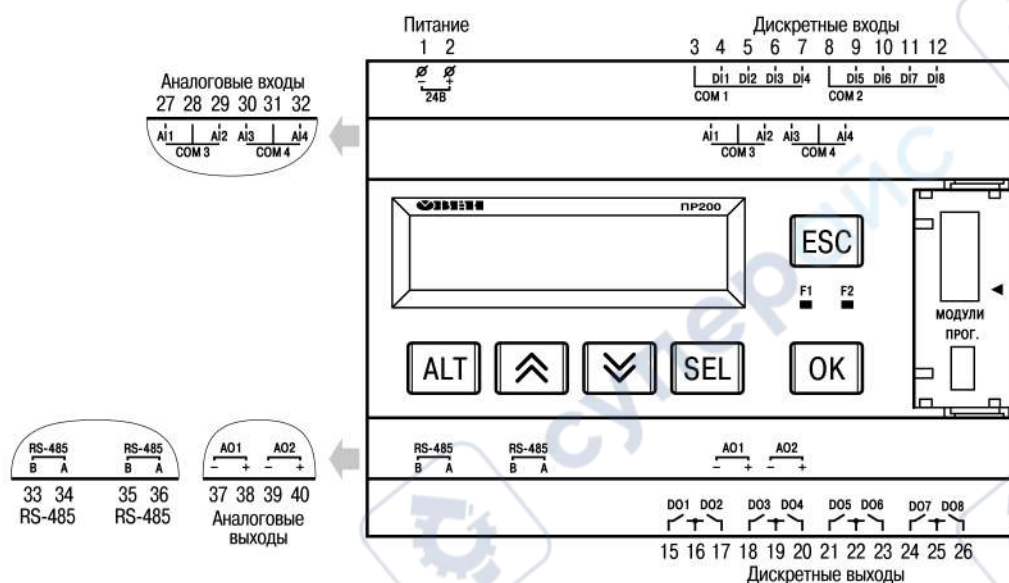 Питание
1 2
Дискретные входы
3 4 5 6 7 8 9 10 11 12
− +
24В
DI1 DI2 DI3 DI4 DI5 DI6 DI7 DI8
COM 1 COM 2
Аналоговые входы
27 28 29 30 31 32
AI1 AI2 AI3 AI4
COM 3 COM 4
AI1 AI2 AI3 AI4
COM 3 COM 4
ОВЕН ПР200
ESC
F1 F2
МОДУЛИ
ПРОГ.
ALT SEL OK
суперайс
RS-485 RS-485 AO1 AO2
B A B A − + − +
33 34 35 36 37 38 39 40
RS-485 RS-485 Аналоговые
выходы
RS-485 RS-485 AO1 AO2
B A B A − + − +
DO1 DO2 DO3 DO4 DO5 DO6 DO7 DO8
15 16 17 18 19 20 21 22 23 24 25 26
Дискретные выходы